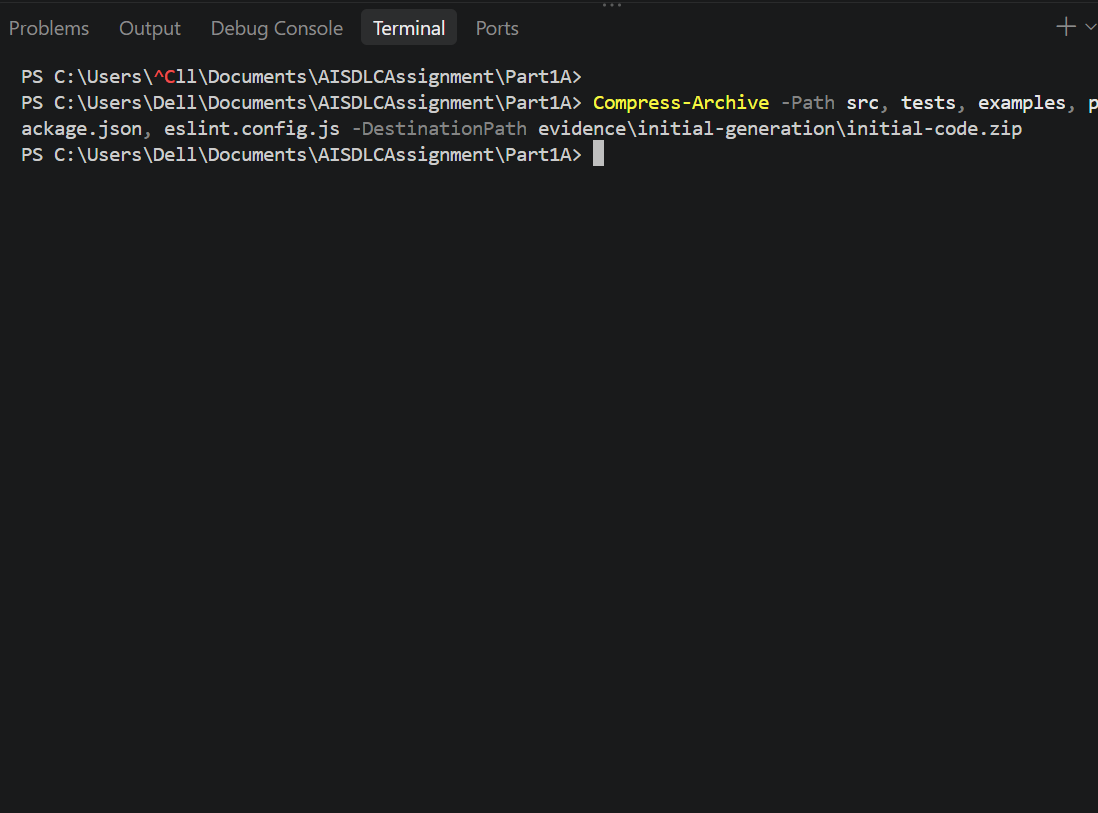 Problems Output Debug Console Terminal Ports
PS C:\Users\^Cll\Documents\AISDLCAssignment\Part1A>
PS C:\Users\Dell\Documents\AISDLCAssignment\Part1A> Compress-Archive -Path src, tests, examples, p
ackage.json, eslint.config.js -DestinationPath evidence\initial-generation\initial-code.zip
PS C:\Users\Dell\Documents\AISDLCAssignment\Part1A>